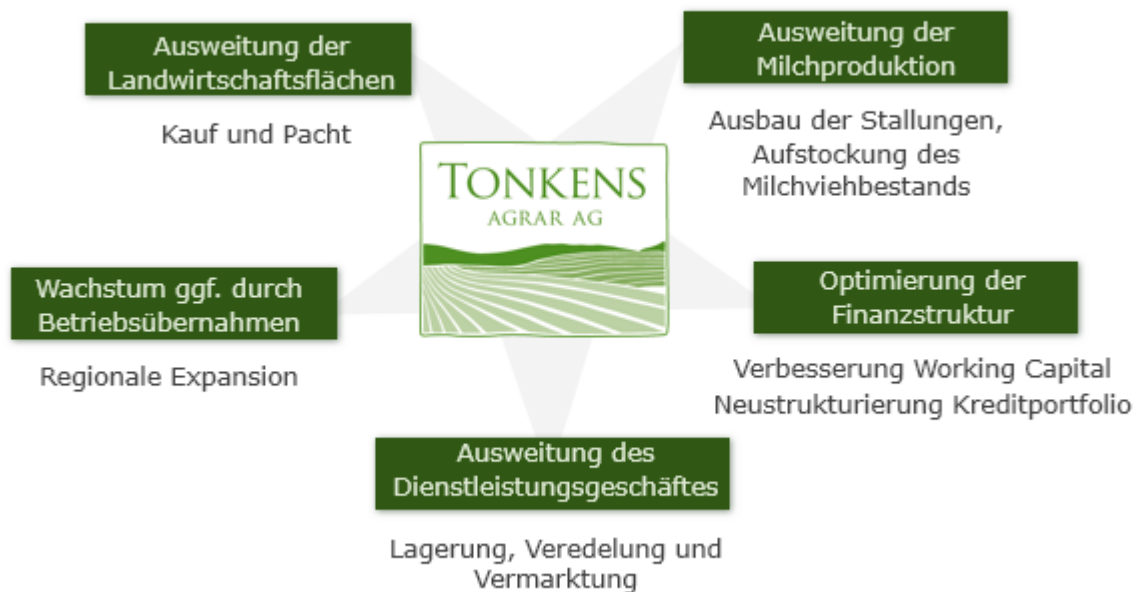 Ausweitung der
Landwirtschaftsflächen
Kauf und Pacht
Ausweitung der
Milchproduktion
Ausbau der Stallungen,
Aufstockung des
Milchviehbestands
TONKENS
AGRAR AG
Wachstum ggf. durch
Betriebsübernahmen
Regionale Expansion
Optimierung der
Finanzstruktur
Verbesserung Working Capital
Neustrukturierung Kreditportfolio
Ausweitung des
Dienstleistungsgeschäftes
Lagerung, Veredelung und
Vermarktung